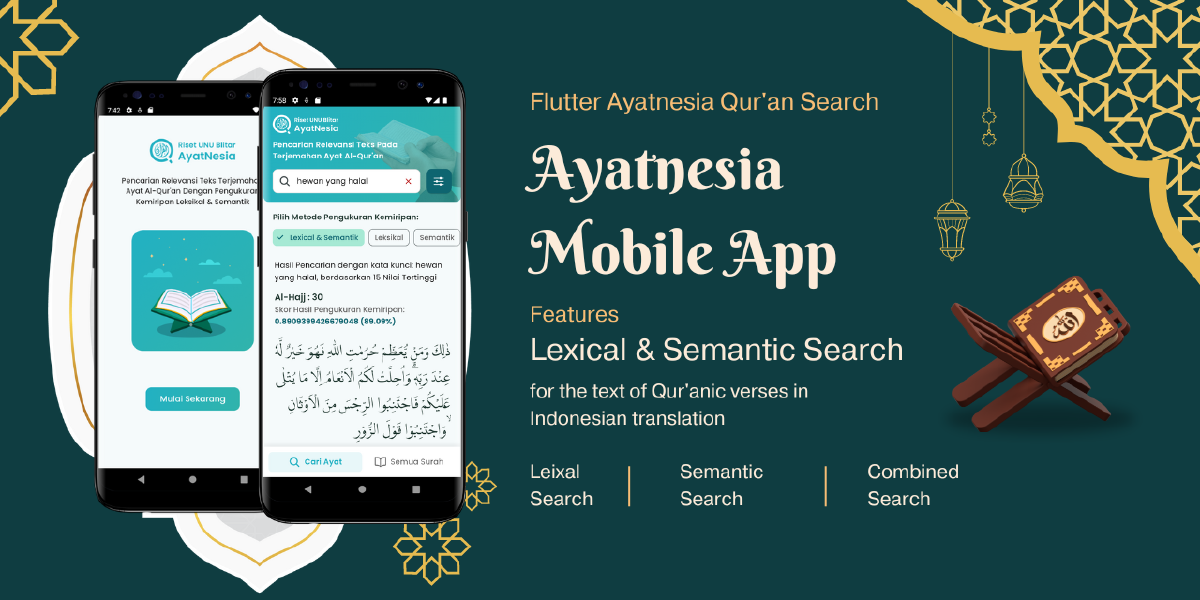 7:42
Riset UNU Blitar
AyatNesia
Pencarian Relevansi Teks Terjemaha
Ayat Al-Qur'an Dengan Pengukuran
Kemiripan Leksikal & Semantik
Mulai Sekarang
7:58
Riset UNU Blitar
AyatNesia
Pencarian Relevansi Teks Pada
Terjemahan Ayat Al-Qur'an
hewan yang halal
Pilih Metode Pengukuran Kemiripan:
Lexical & Semantik
Leksikal
Semantik
Hasil Pencarian dengan kata kunci: hewan
yang halal, berdasarkan 15 Nilai Tertinggi
Al-Hajj : 30
Skor Hasil Pengukuran Kemiripan:
0.8909399426679048 (89.09%)
ذٰلِكَ وَمَنْ يُّعَظِّمْ حُرُمٰتِ اللّٰهِ فَهُوَ خَيْرٌ لَّهٗ
عِنْدَ رَبِّهٖۗ وَاُحِلَّتْ لَكُمُ الْاَنْعَامُ اِلَّا مَا يُتْلٰى
عَلَيْكُمْ فَاجْتَنِبُوا الرِّجْسَ مِنَ الْاَوْثَانِ
وَاجْتَنِبُوْا قَوْلَ الزُّوْرِ
Cari Ayat
Semua Surah
Flutter Ayatnesia Qur'an Search
Ayatnesia
Mobile App
Features
Lexical & Semantic Search
for the text of Qur'anic verses in
Indonesian translation
Leixal
Search
Semantic
Search
Combined
Search